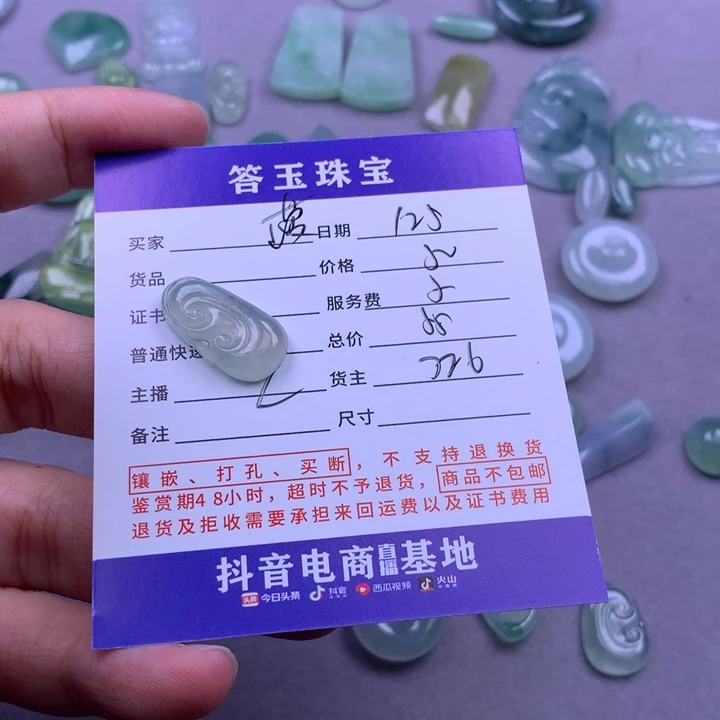 答玉珠宝
买家 日期 125
货品 价格
证书 服务费
普通快递 总价
主播 货主 226
备注 尺寸
镶嵌、打孔、买断，不支持退换货
鉴赏期48小时，超时不予退货，商品不包邮
退货及拒收需要承担来回运费以及证书费用
抖音电商直播基地
头条 今日头条 抖音 西瓜视频 火山